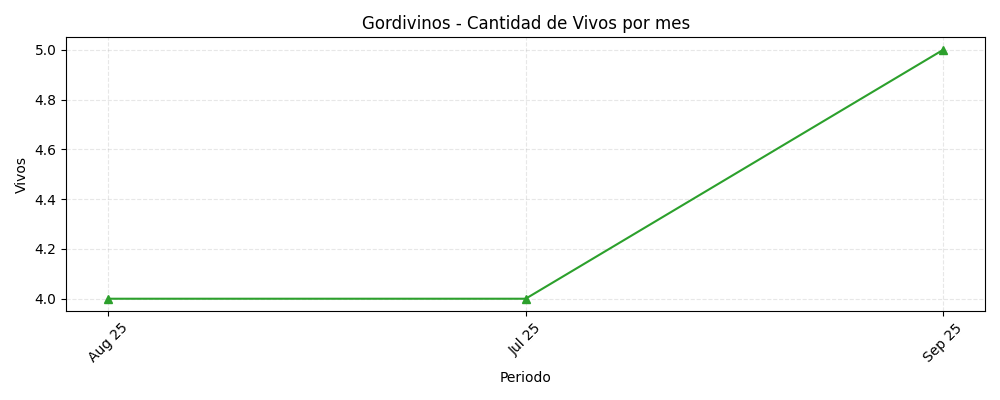 Gordivinos - Cantidad de Vivos por mes
5.0
4.8
4.6
4.4
4.2
4.0
Vivos
Aug 25
Jul 25
Sep 25
Periodo